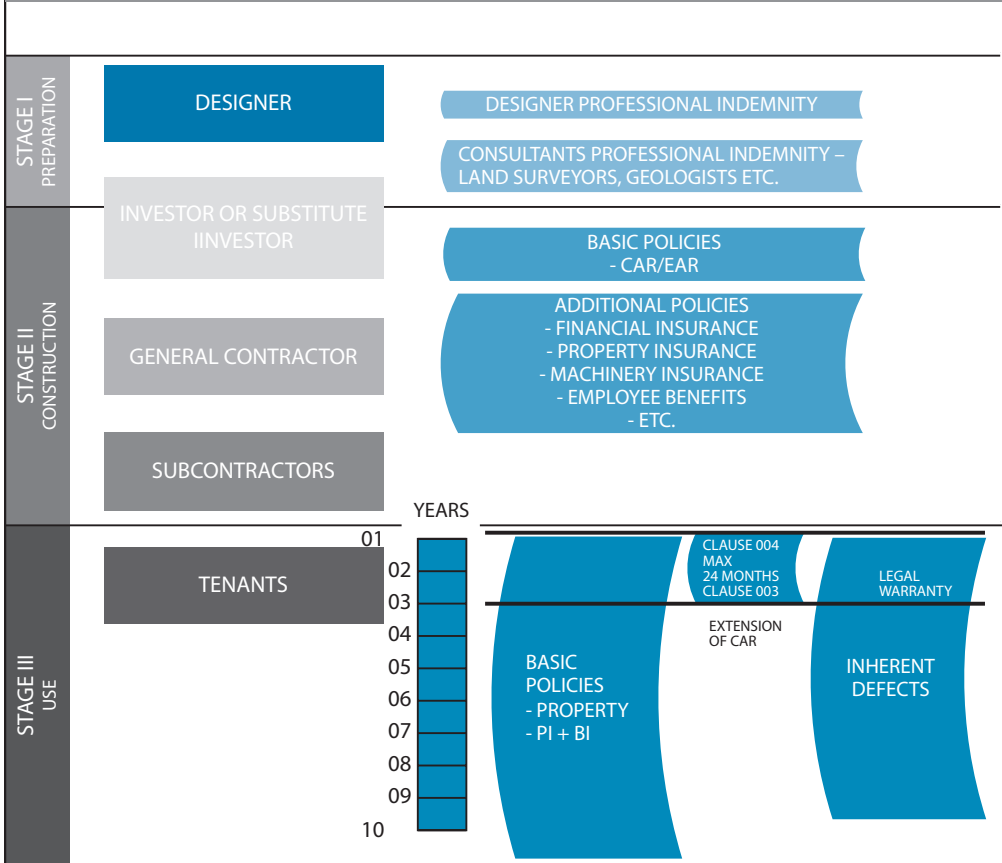 STAGE I
PREPARATION
DESIGNER
DESIGNER PROFESSIONAL INDEMNITY
CONSULTANTS PROFESSIONAL INDEMNITY –
LAND SURVEYORS, GEOLOGISTS ETC.
INVESTOR OR SUBSTITUTE
IINVESTOR
STAGE II
CONSTRUCTION
BASIC POLICIES
- CAR/EAR
GENERAL CONTRACTOR
ADDITIONAL POLICIES
- FINANCIAL INSURANCE
- PROPERTY INSURANCE
- MACHINERY INSURANCE
- EMPLOYEE BENEFITS
- ETC.
SUBCONTRACTORS
STAGE III
USE
TENANTS
YEARS
01
02
03
04
05
06
07
08
09
10
BASIC
POLICIES
- PROPERTY
- PI + BI
CLAUSE 004
MAX
24 MONTHS
CLAUSE 003
EXTENSION
OF CAR
LEGAL
WARRANTY
INHERENT
DEFECTS